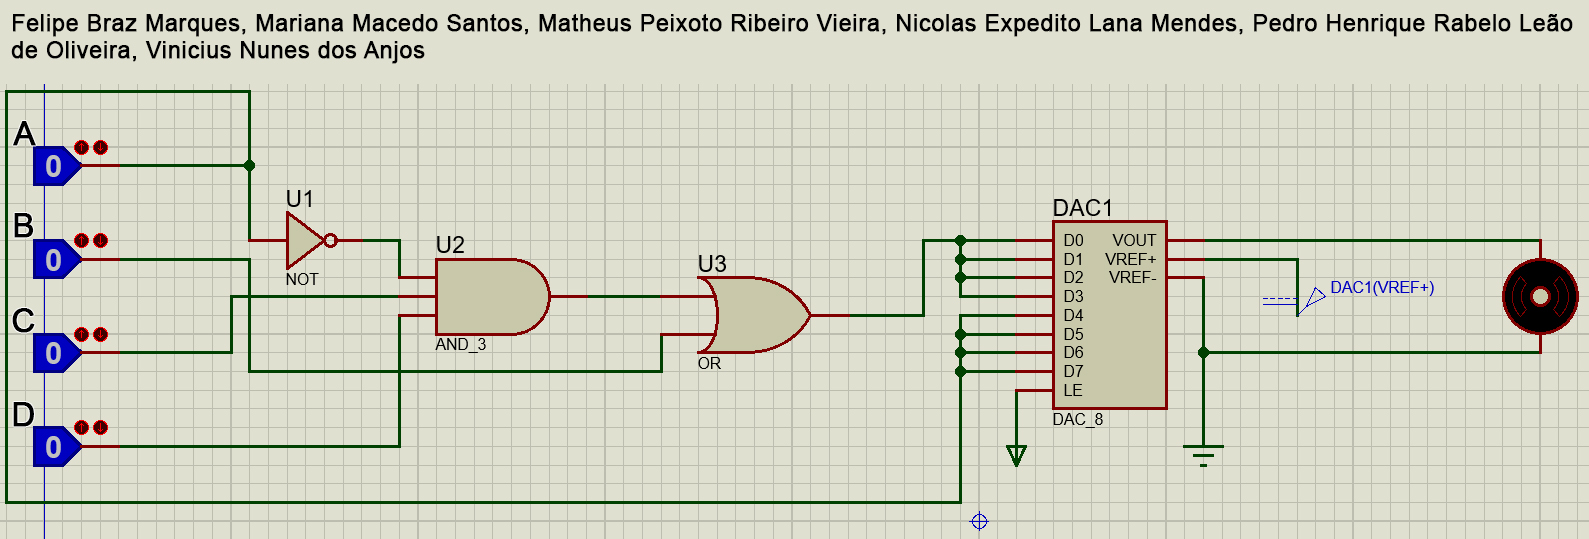 Felipe Braz Marques, Mariana Macedo Santos, Matheus Peixoto Ribeiro Vieira, Nicolas Expedito Lana Mendes, Pedro Henrique Rabelo Leão
de Oliveira, Vinicius Nunes dos Anjos
A
0
B
0
C
0
D
0
U1
NOT
U2
AND_3
U3
OR
DAC1
D0 VOUT
D1 VREF+
D2 VREF-
D3
D4
D5
D6
D7
LE
DAC_8
DAC1(VREF+)